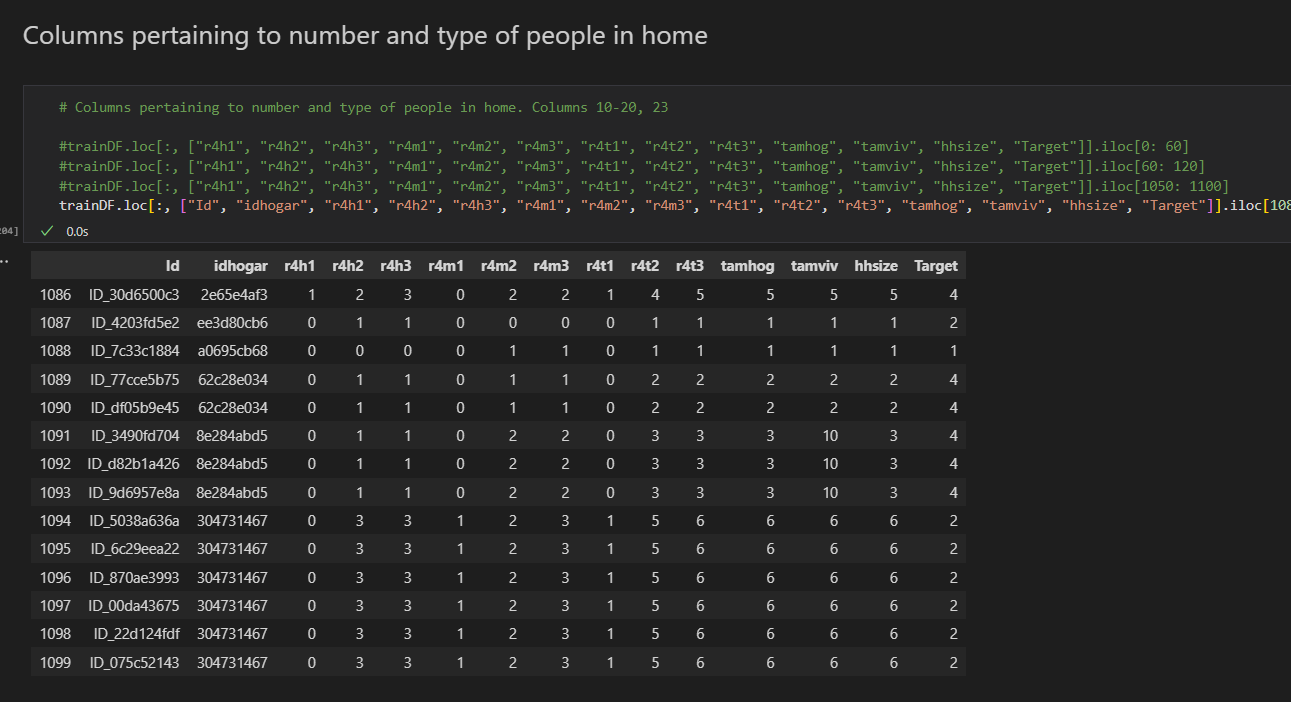 Columns pertaining to number and type of people in home
# Columns pertaining to number and type of people in home. Columns 10-20, 23
#trainDF.loc[:, ["r4h1", "r4h2", "r4h3", "r4m1", "r4m2", "r4m3", "r4t1", "r4t2", "r4t3", "tamhog", "tamviv", "hhsize", "Target"]].iloc[0: 60]
#trainDF.loc[:, ["r4h1", "r4h2", "r4h3", "r4m1", "r4m2", "r4m3", "r4t1", "r4t2", "r4t3", "tamhog", "tamviv", "hhsize", "Target"]].iloc[60: 120]
#trainDF.loc[:, ["r4h1", "r4h2", "r4h3", "r4m1", "r4m2", "r4m3", "r4t1", "r4t2", "r4t3", "tamhog", "tamviv", "hhsize", "Target"]].iloc[1050: 1100]
trainDF.loc[:, ["Id", "idhogar", "r4h1", "r4h2", "r4h3", "r4m1", "r4m2", "r4m3", "r4t1", "r4t2", "r4t3", "tamhog", "tamviv", "hhsize", "Target"]].iloc[108
204] 0.0s
Id idhogar r4h1 r4h2 r4h3 r4m1 r4m2 r4m3 r4t1 r4t2 r4t3 tamhog tamviv hhsize Target
1086 ID_30d6500c3 2e65e4af3 1 2 3 0 2 2 1 4 5 5 5 5 4
1087 ID_4203fd5e2 ee3d80cb6 0 1 1 0 0 0 0 1 1 1 1 1 2
1088 ID_7c33c1884 a0695cb68 0 0 0 0 1 1 0 1 1 1 1 1 1
1089 ID_77cce5b75 62c28e034 0 1 1 0 1 1 0 2 2 2 2 2 4
1090 ID_df05b9e45 62c28e034 0 1 1 0 1 1 0 2 2 2 2 2 4
1091 ID_3490fd704 8e284abd5 0 1 1 0 2 2 0 3 3 3 10 3 4
1092 ID_d82b1a426 8e284abd5 0 1 1 0 2 2 0 3 3 3 10 3 4
1093 ID_9d6957e8a 8e284abd5 0 1 1 0 2 2 0 3 3 3 10 3 4
1094 ID_5038a636a 304731467 0 3 3 1 2 3 1 5 6 6 6 6 2
1095 ID_6c29eea22 304731467 0 3 3 1 2 3 1 5 6 6 6 6 2
1096 ID_870ae3993 304731467 0 3 3 1 2 3 1 5 6 6 6 6 2
1097 ID_00da43675 304731467 0 3 3 1 2 3 1 5 6 6 6 6 2
1098 ID_22d124fdf 304731467 0 3 3 1 2 3 1 5 6 6 6 6 2
1099 ID_075c52143 304731467 0 3 3 1 2 3 1 5 6 6 6 6 2